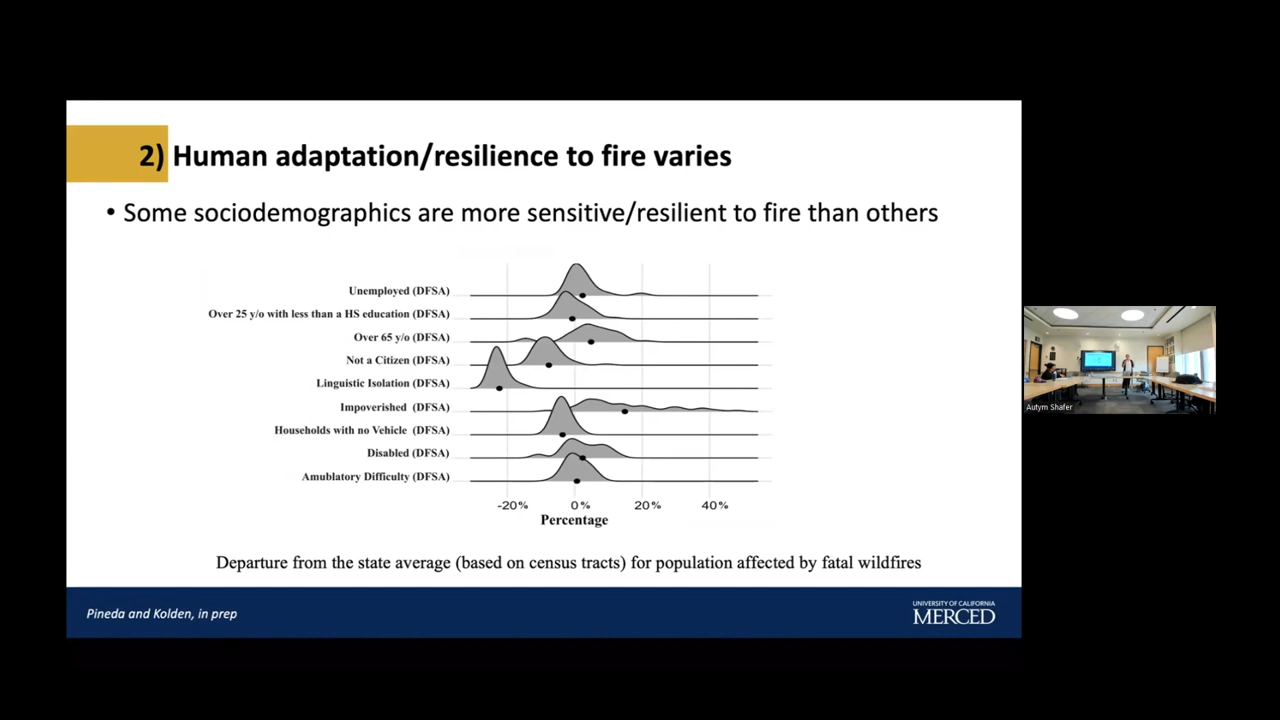 2) Human adaptation/resilience to fire varies
• Some sociodemographics are more sensitive/resilient to fire than others
Unemployed (DFSA)
Over 25 y/o with less than a HS education (DFSA)
Over 65 y/o (DFSA)
Not a Citizen (DFSA)
Linguistic Isolation (DFSA)
Impoverished (DFSA)
Households with no Vehicle (DFSA)
Disabled (DFSA)
Amublatory Difficulty (DFSA)
-20% 0% 20% 40%
Percentage
Departure from the state average (based on census tracts) for population affected by fatal wildfires
Pineda and Kolden, in prep
UNIVERSITY OF CALIFORNIA
MERCED
Autym Shafer